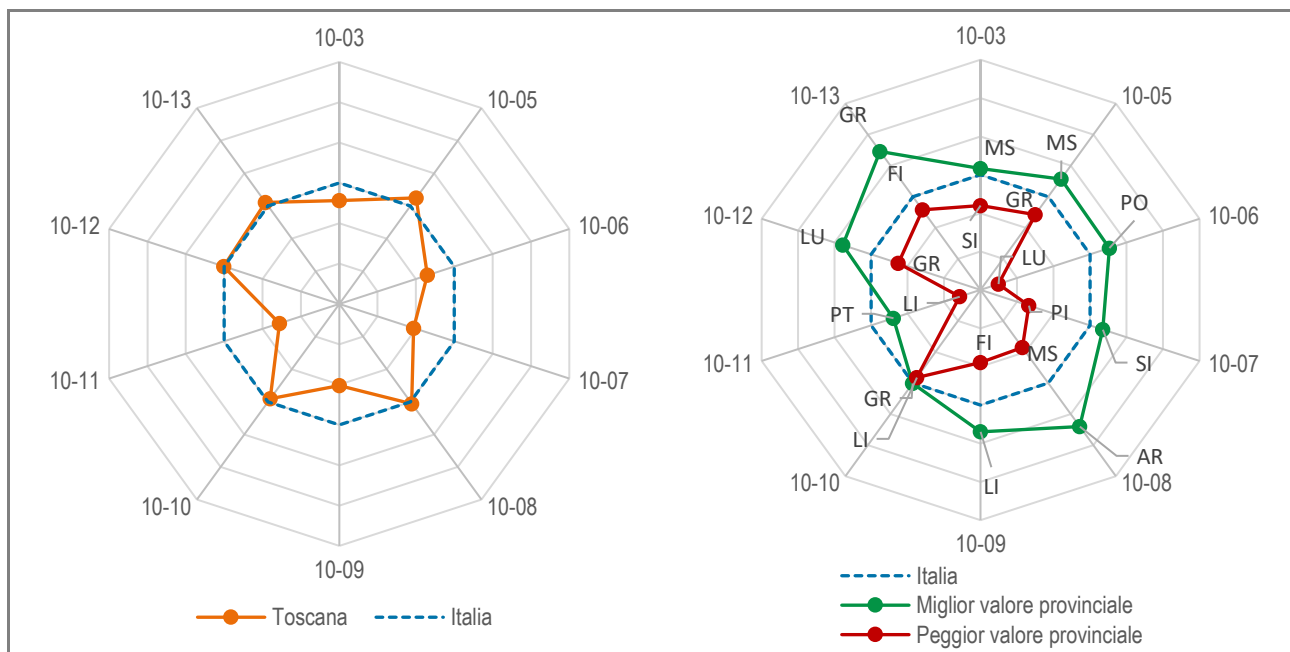 10-03
10-13
10-05
10-12
10-06
10-11
10-07
10-10
10-08
10-09
Toscana
Italia
10-03
10-13
10-05
GR
MS
MS
FI
10-12
GR
PO
10-06
LU
SI
GR
LU
LI
PT
PI
10-11
FI
MS
SI
10-07
GR
LI
AR
10-10
LI
10-08
10-09
Italia
Miglior valore provinciale
Peggior valore provinciale